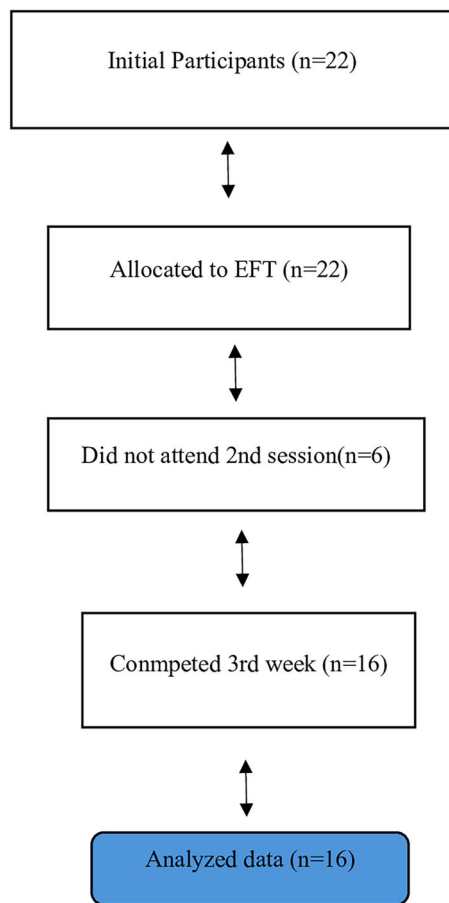 Initial Participants (n=22)
Allocated to EFT (n=22)
Did not attend 2nd session(n=6)
Conmpeted 3rd week (n=16)
Analyzed data (n=16)